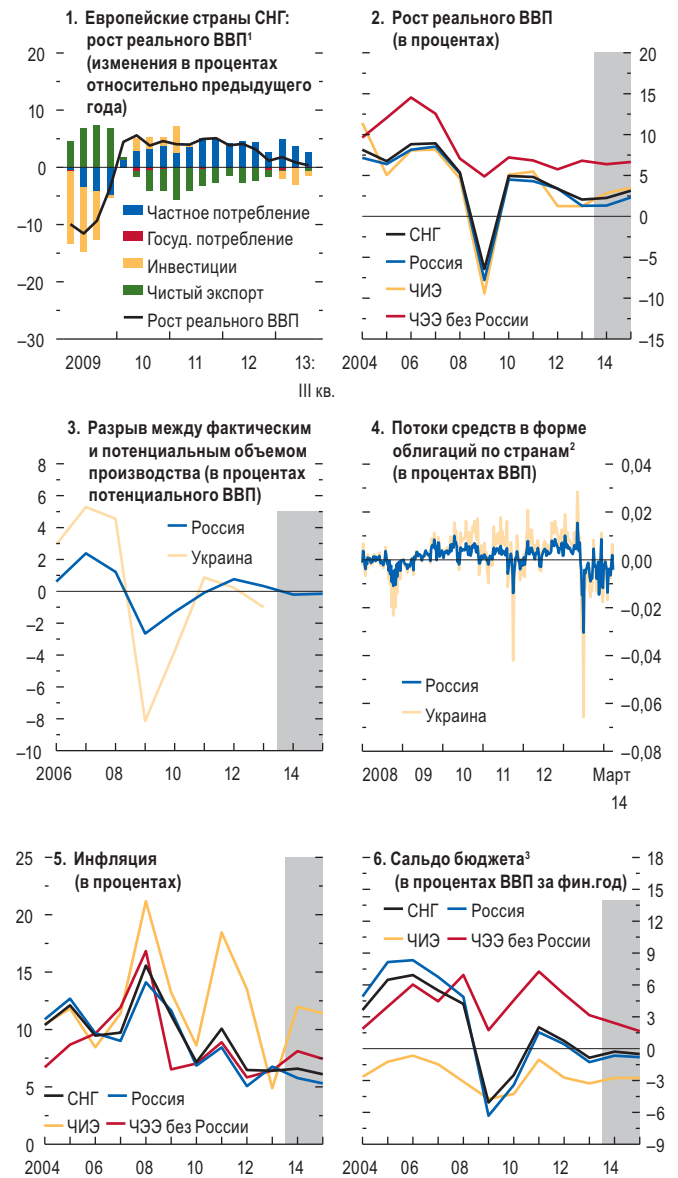 1. Европейские страны СНГ:
рост реального ВВП¹
(изменения в процентах
относительно предыдущего
года)
20
10
0
–10
–20
–30
Частное потребление
Госуд. потребление
Инвестиции
Чистый экспорт
Рост реального ВВП
2009 10 11 12 13:
III кв.
2. Рост реального ВВП
(в процентах)
20
15
10
5
0
–5
–10
–15
СНГ
Россия
ЧИЭ
ЧЭЭ без России
2004 06 08 10 12 14
3. Разрыв между фактическим
и потенциальным объемом
производства (в процентах
потенциального ВВП)
8
6
4
2
0
–2
–4
–6
–8
–10
Россия
Украина
2006 08 10 12 14
4. Потоки средств в форме
облигаций по странам²
(в процентах ВВП)
0,04
0,02
0,00
–0,02
–0,04
–0,06
–0,08
Россия
Украина
2008 09 10 11 12 Март
14
5. Инфляция
(в процентах)
25
20
15
10
5
0
СНГ Россия
ЧИЭ ЧЭЭ без России
2004 06 08 10 12 14
6. Сальдо бюджета³
(в процентах ВВП за фин.год)
18
15
12
9
6
3
0
–3
–6
–9
СНГ Россия
ЧИЭ ЧЭЭ без России
2004 06 08 10 12 14